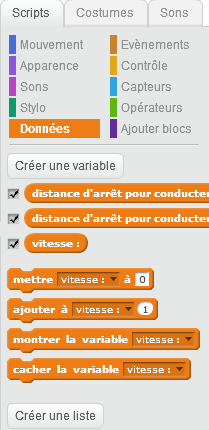 Scripts Costumes Sons
Mouvement Evènements
Apparence Contrôle
Sons Capteurs
Stylo Opérateurs
Données Ajouter blocs
Créer une variable
distance d'arrêt pour conducte
distance d'arrêt pour conducte
vitesse :
mettre vitesse : à 0
ajouter à vitesse : 1
montrer la variable vitesse :
cacher la variable vitesse :
Créer une liste